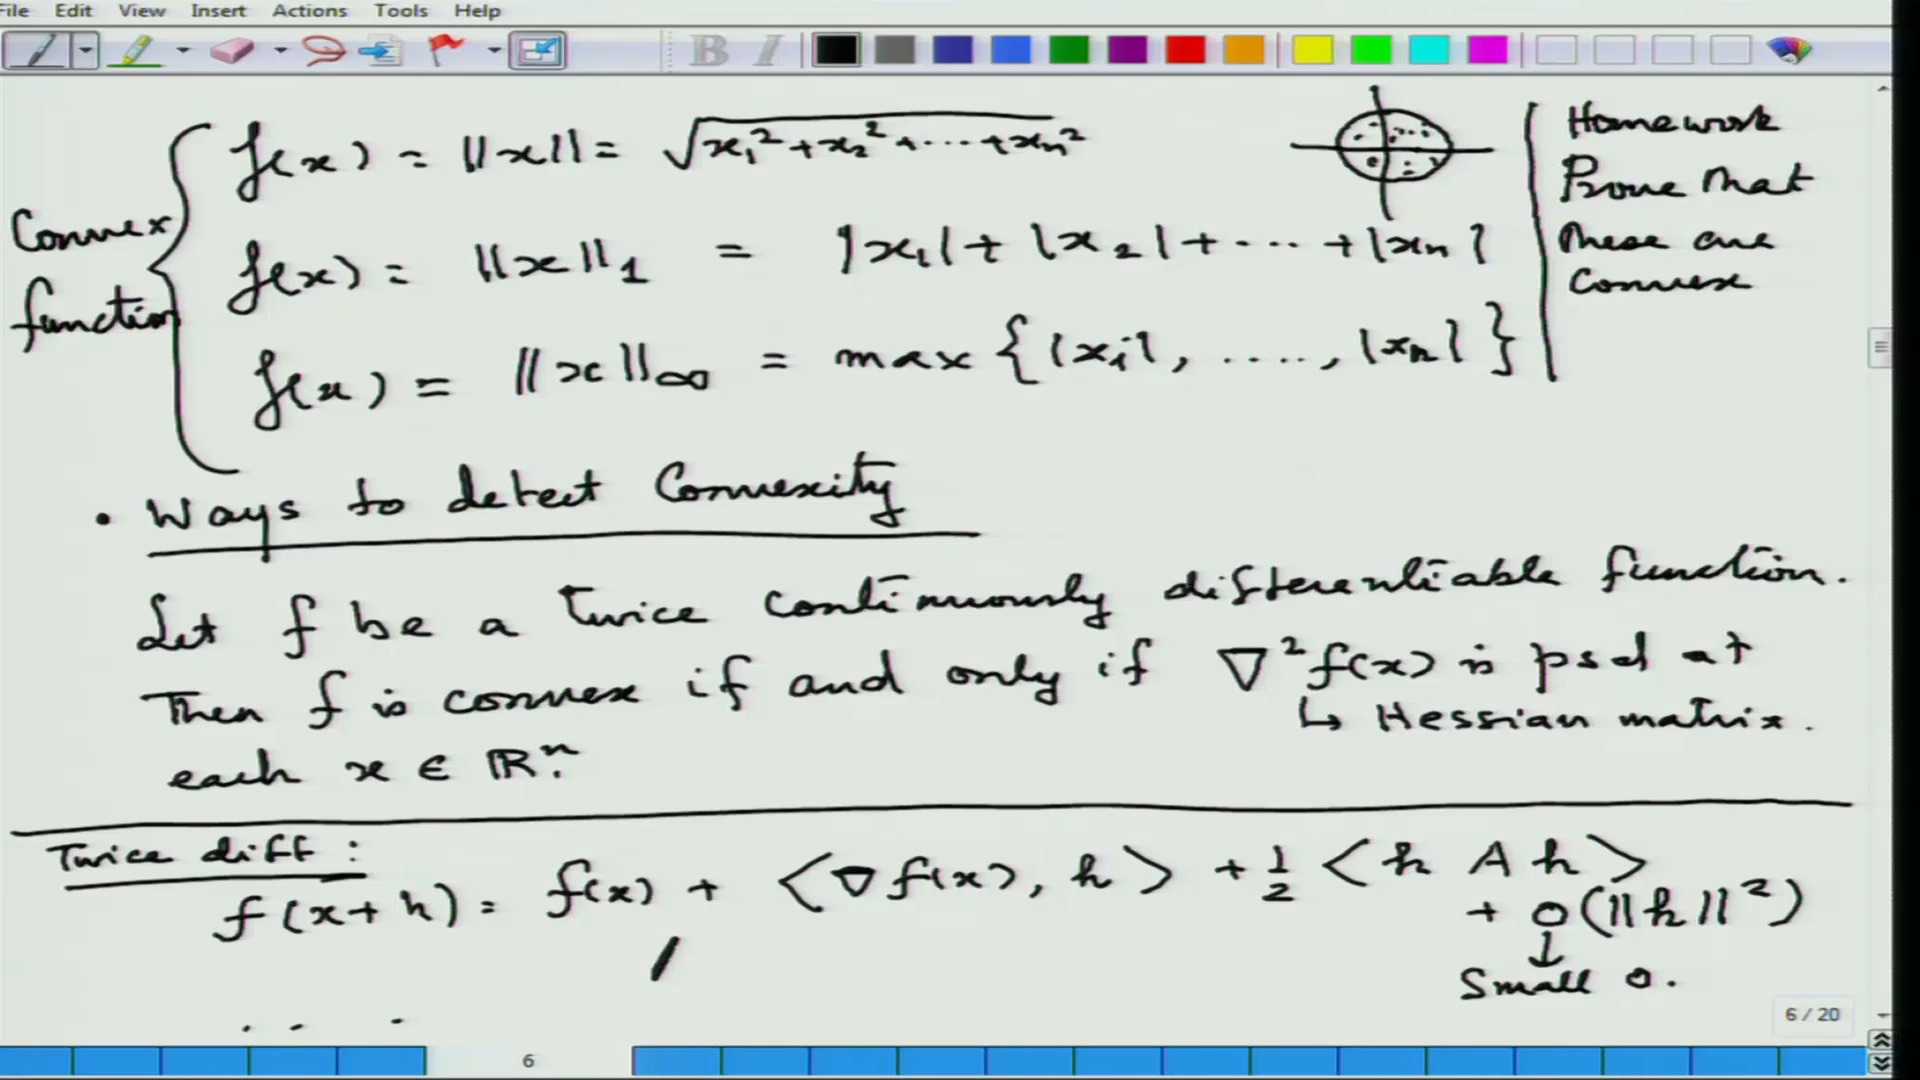 File Edit View Insert Actions Tools Help
B I
f(x) = ||x|| = √x₁² + x₂² + ⋯ + xₙ²
Convex function
f(x) = ||x||₁ = |x₁| + |x₂| + ⋯ + |xₙ|
f(x) = ||x||∞ = max {|xᵢ|, ...., |xₙ|}
Homework
Prove that
these are
convex
• Ways to detect Convexity
Let f be a twice continuously differentiable function.
Then f is convex if and only if ∇²f(x) is psd at
↳ Hessian matrix.
each x ∈ ℝⁿ.
Twice diff :
f(x+h) = f(x) + ⟨∇f(x), h⟩ + ½ ⟨h A h⟩
+ o(||h||²)
↓
Small o.
6 / 20
6